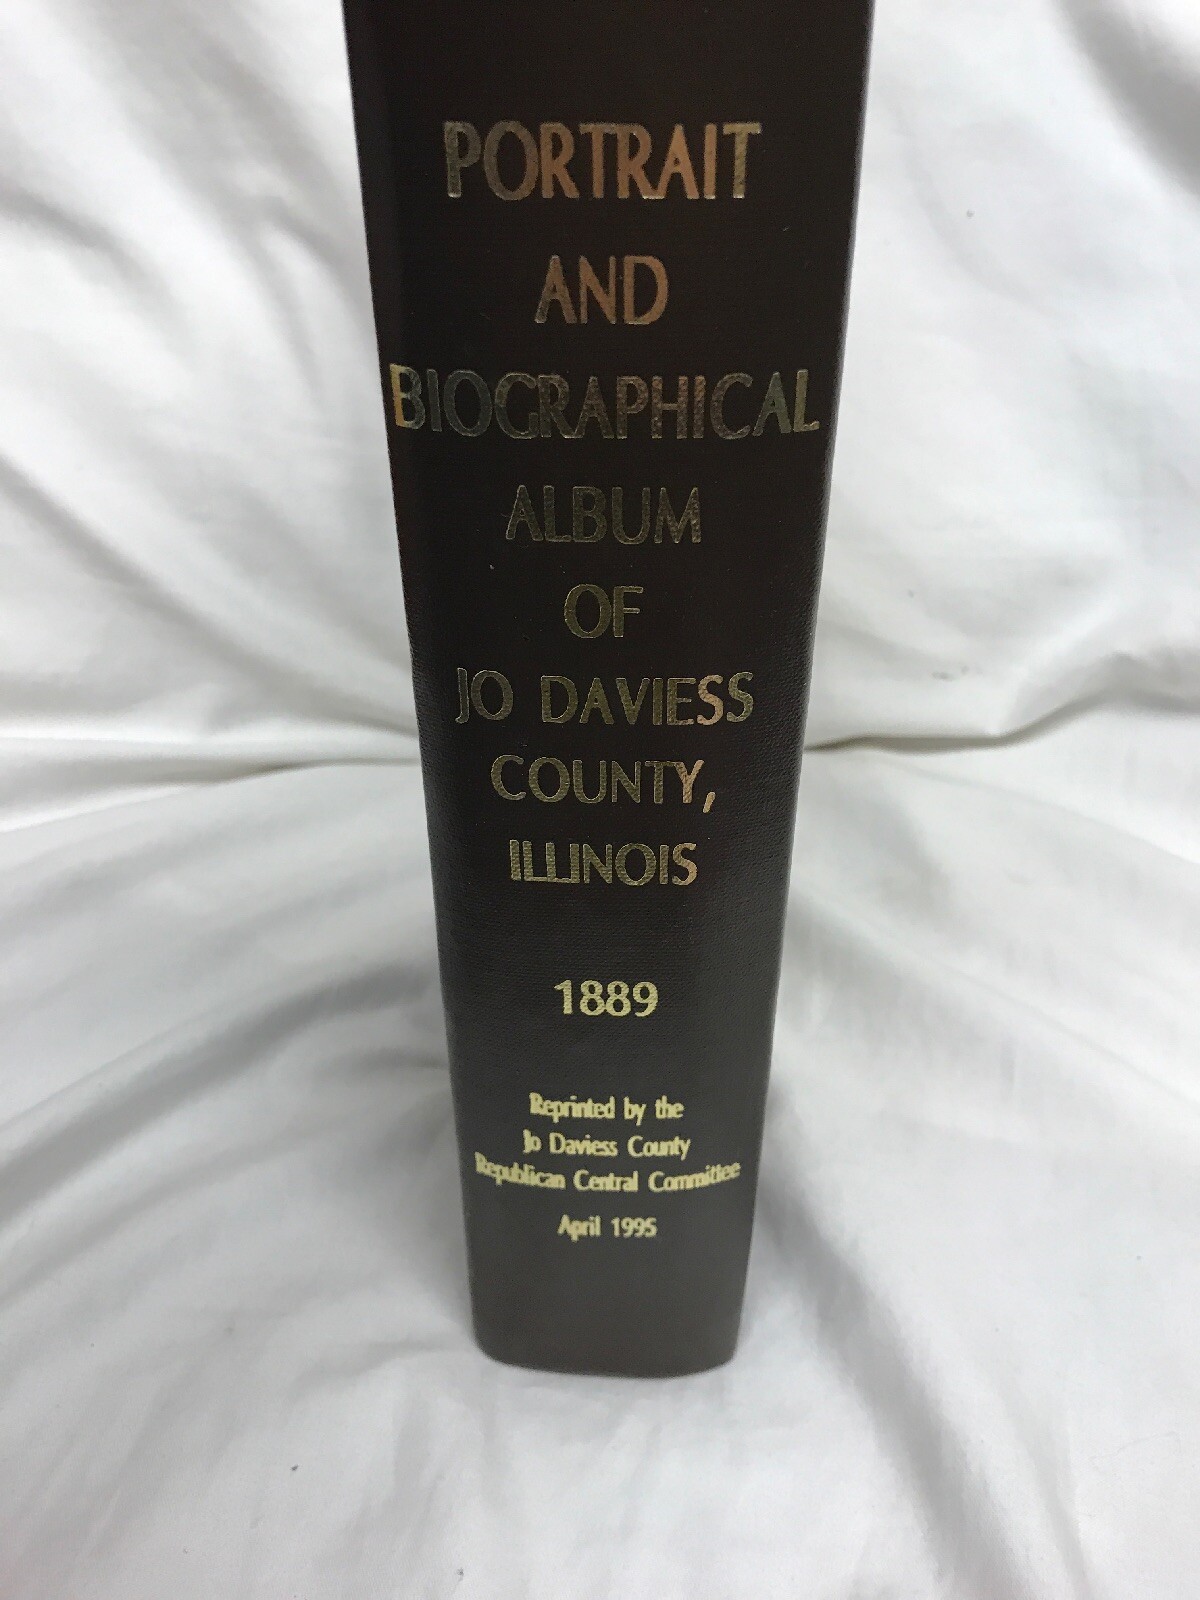 PORTRAIT
AND
BIOGRAPHICAL
ALBUM
OF
JO DAVIESS
COUNTY,
ILLINOIS
1889
Reprinted by the
Jo Daviess County
Republican Central Committee
April 1995